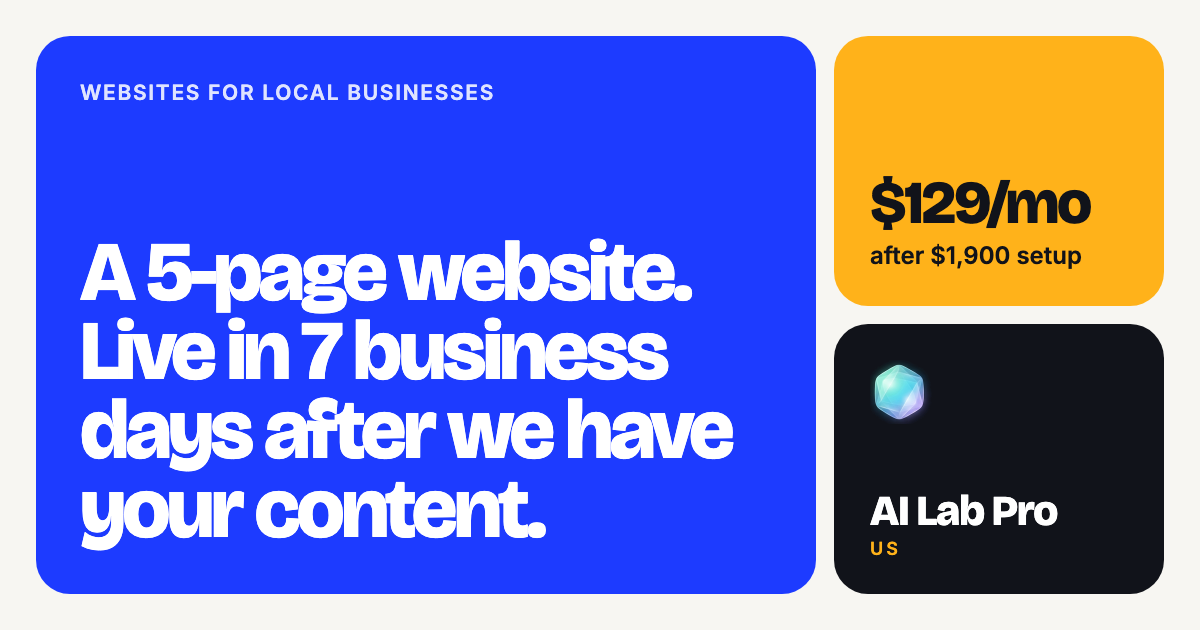 WEBSITES FOR LOCAL BUSINESSES
A 5-page website.
Live in 7 business
days after we have
your content.
$129/mo
after $1,900 setup
AI Lab Pro
US